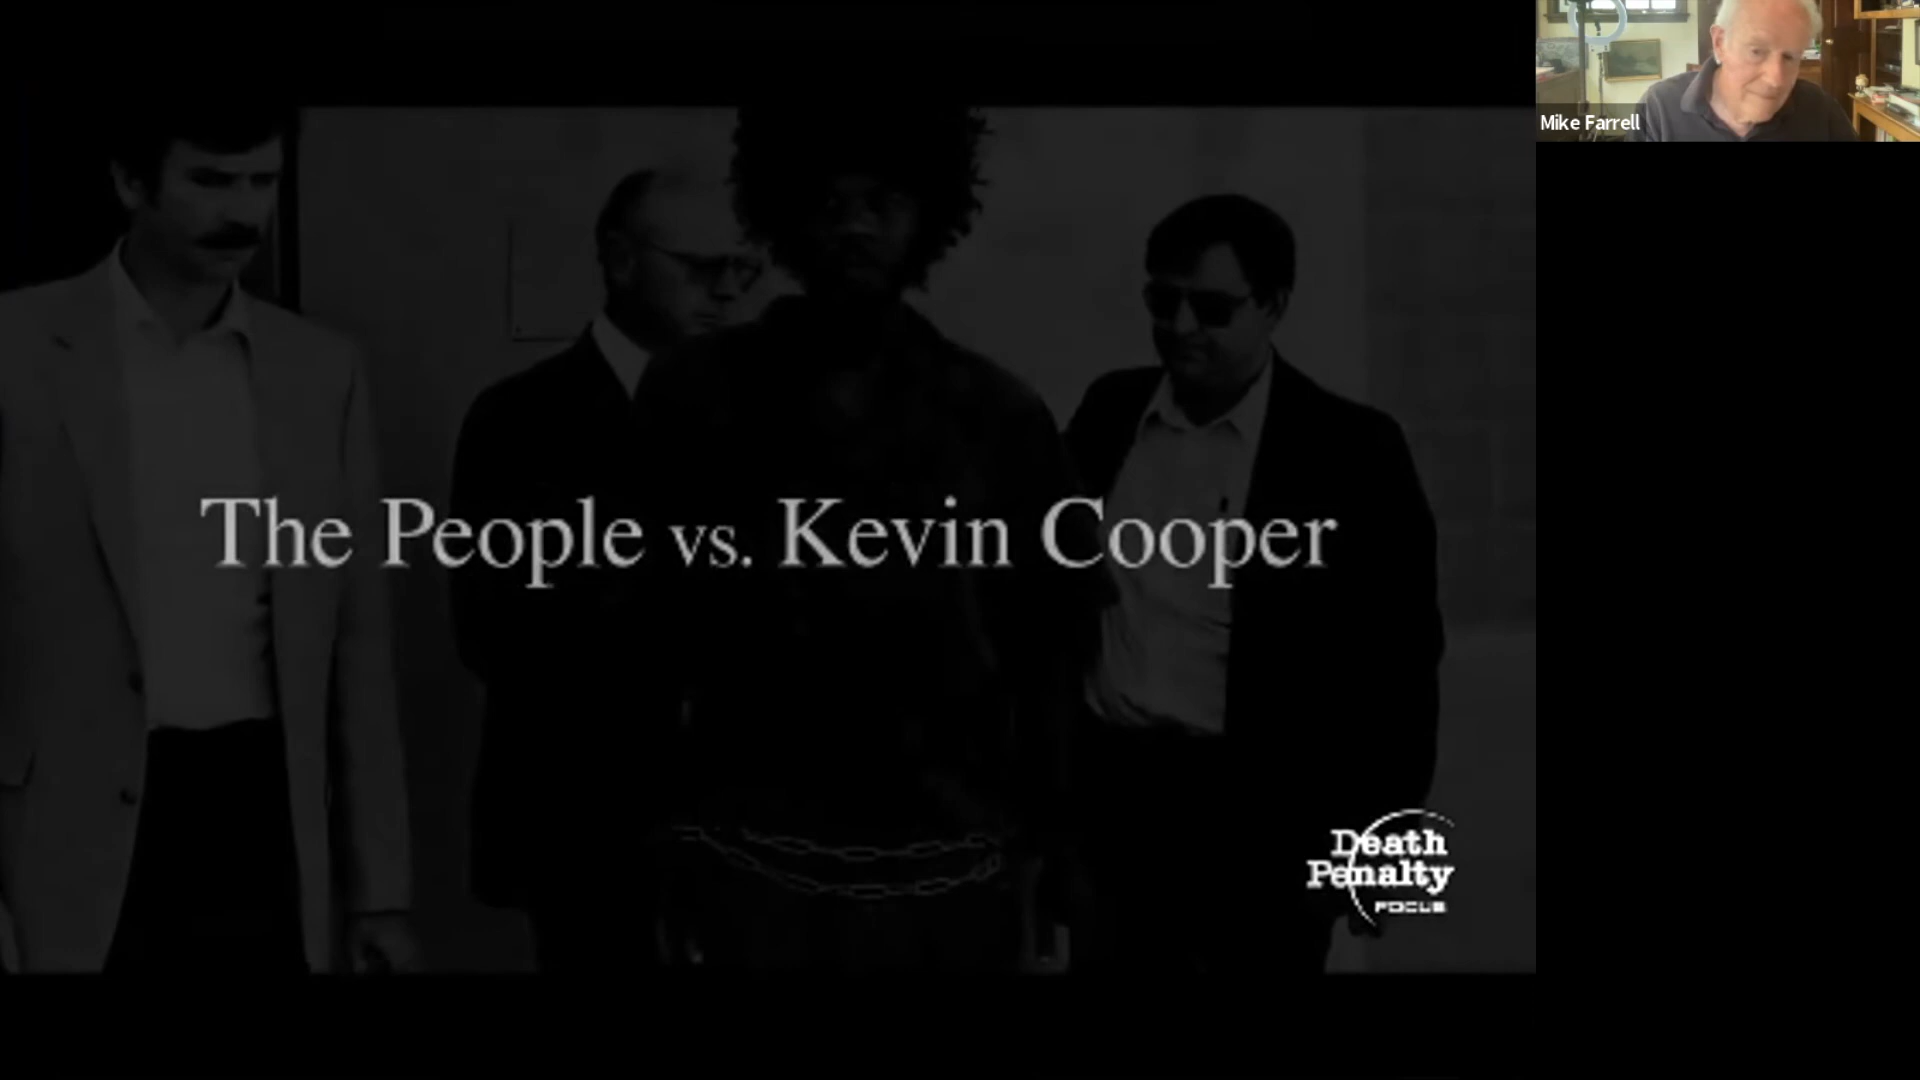 Mike Farrell
The People vs. Kevin Cooper
Death
Penalty
FOCUS